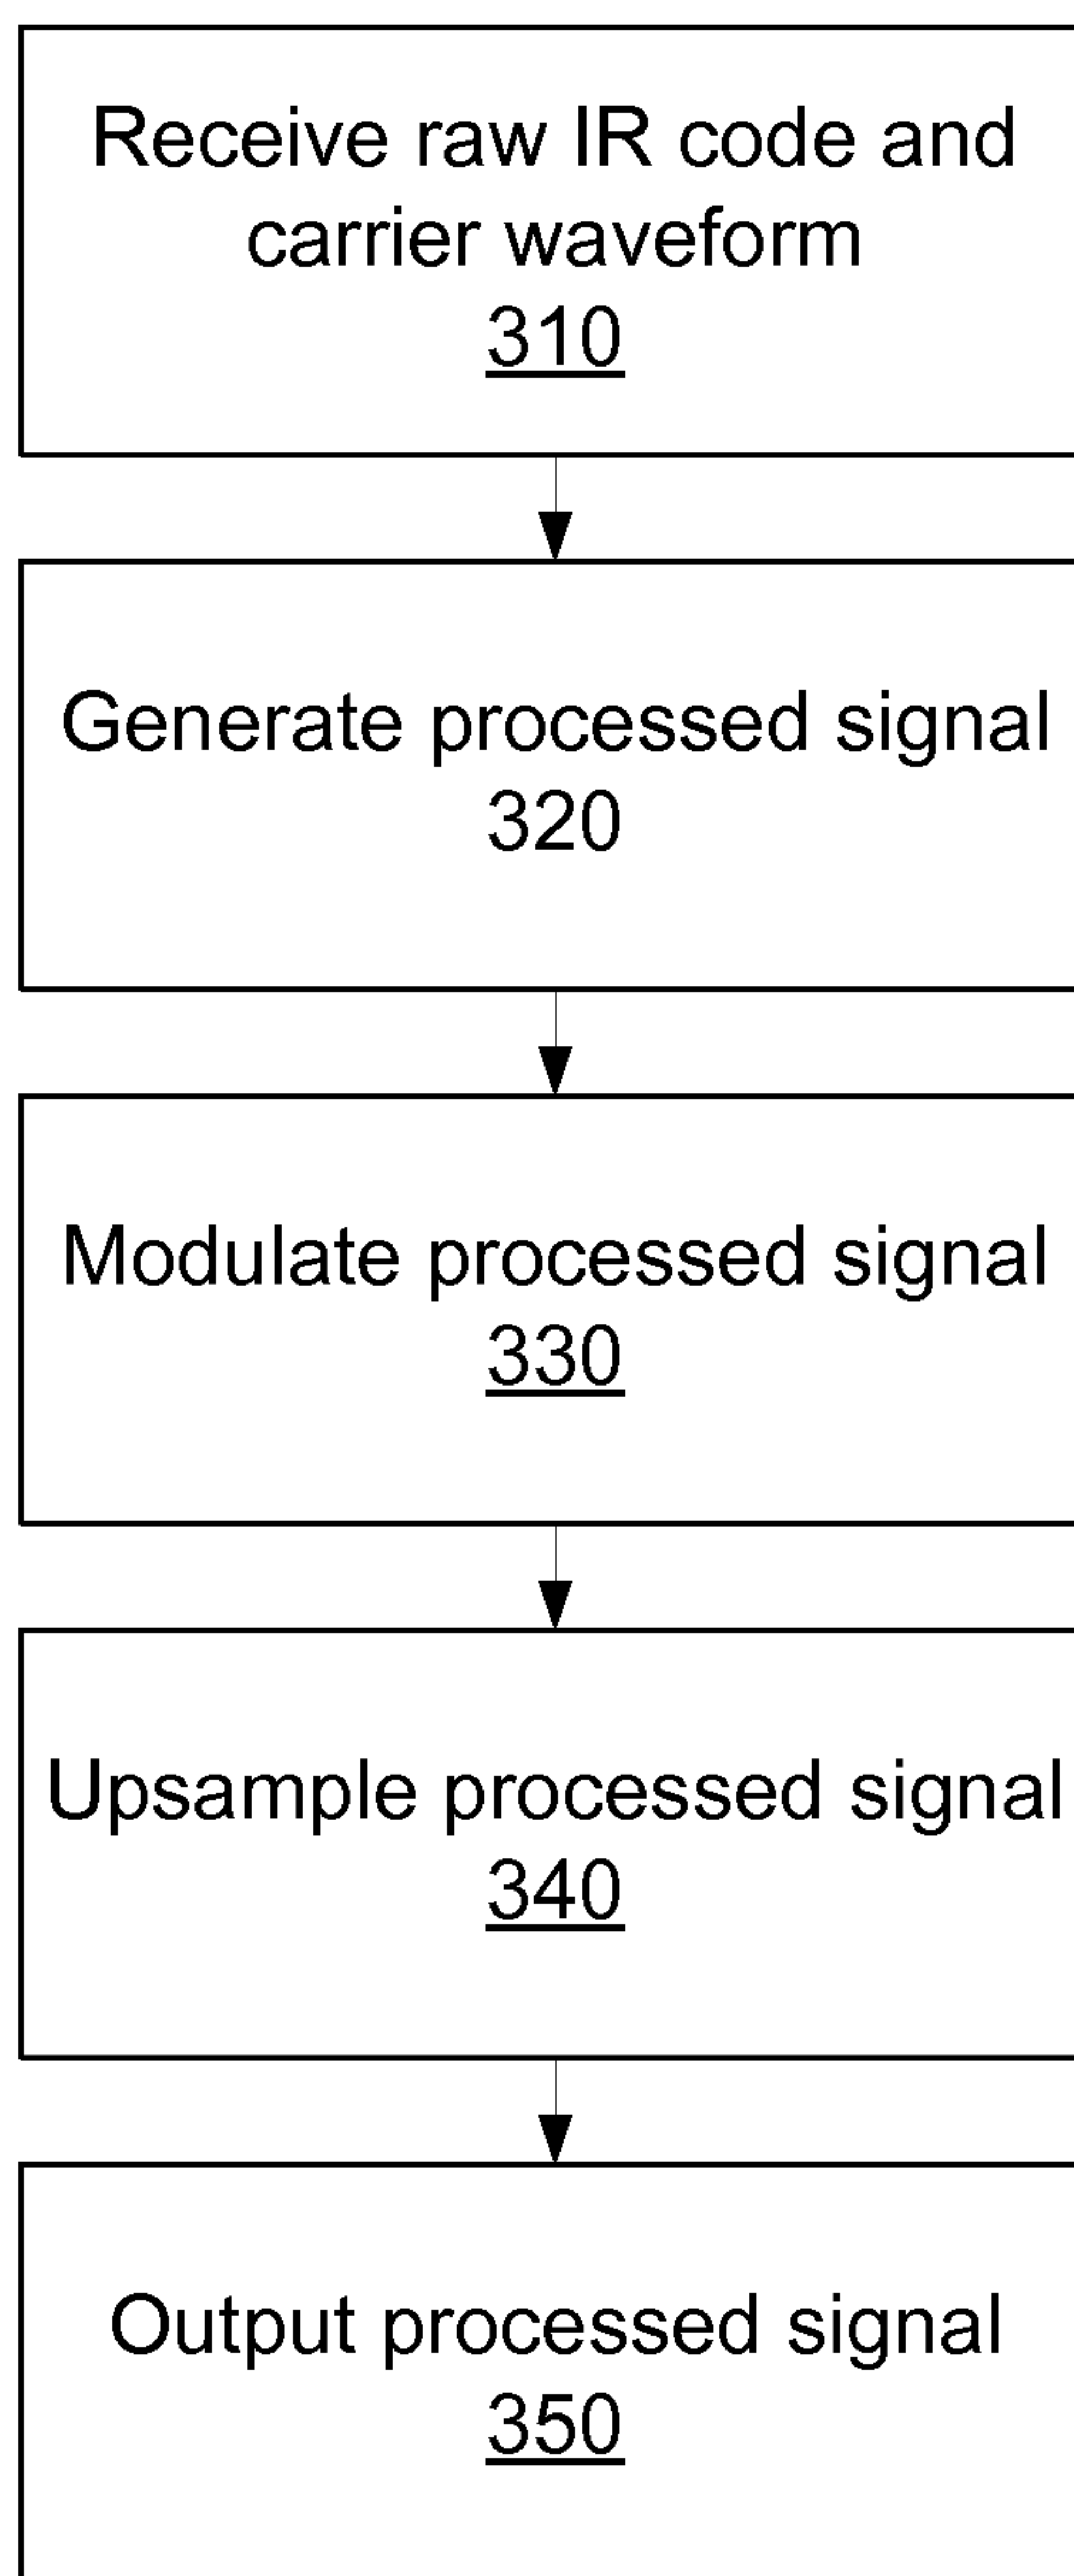 Receive raw IR code and
carrier waveform
310
Generate processed signal
320
Modulate processed signal
330
Upsample processed signal
340
Output processed signal
350